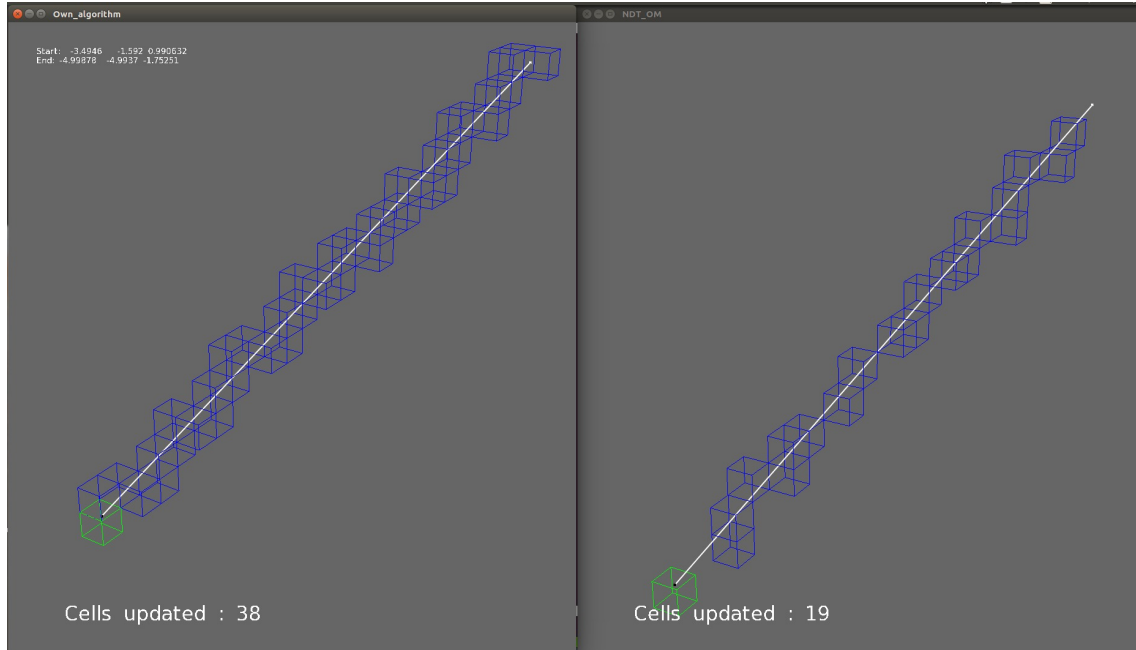 Own_algorithm
Start: -3.4946 -1.592 0.990632
End: -4.99878 -4.9937 -1.75251
Cells updated : 38
NDT_OM
Cells updated : 19